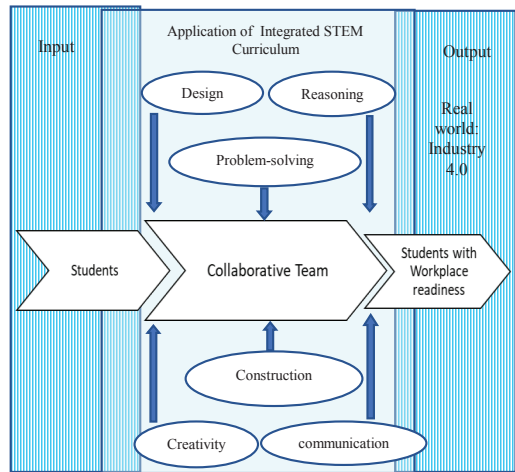 Input
Application of Integrated STEM
Curriculum
Output
Design
Reasoning
Real
world:
Industry
4.0
Problem-solving
Students
Collaborative Team
Students with
Workplace
readiness
Construction
Creativity
communication